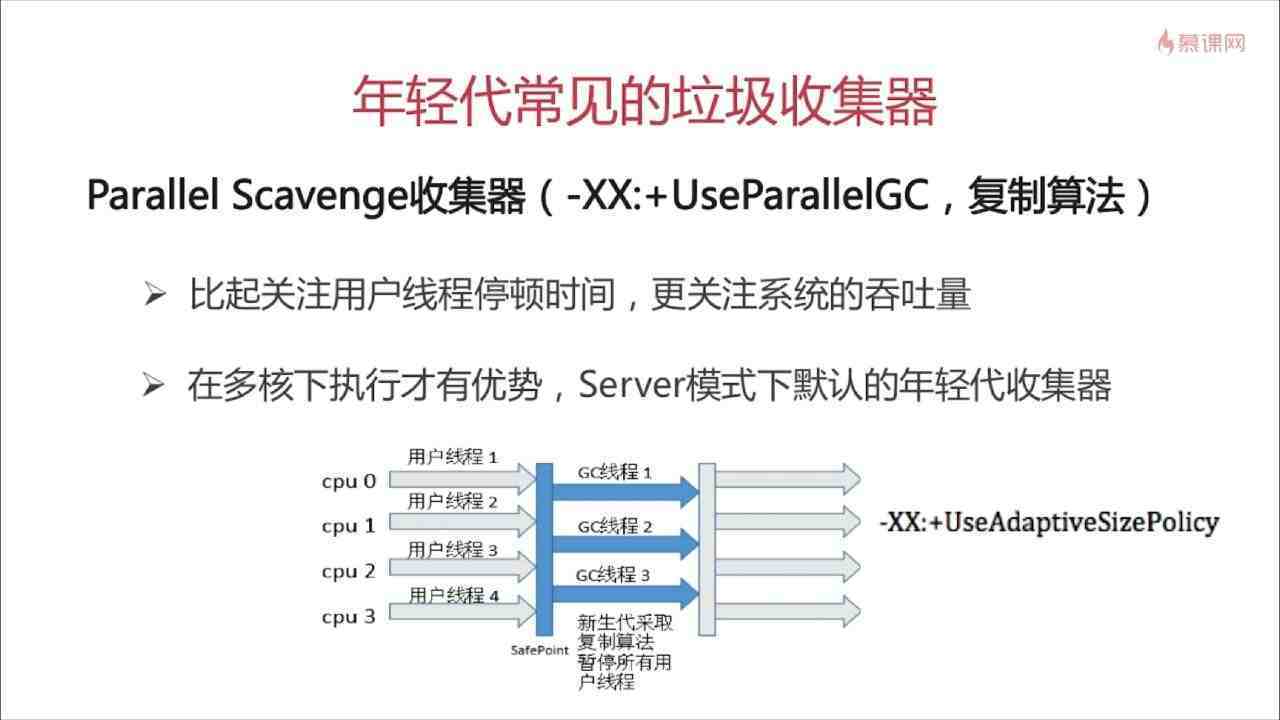 慕课网
年轻代常见的垃圾收集器
Parallel Scavenge收集器（-XX:+UseParallelGC，复制算法）
比起关注用户线程停顿时间，更关注系统的吞吐量
在多核下执行才有优势，Server模式下默认的年轻代收集器
cpu 0
用户线程 1
cpu 1
用户线程 2
cpu 2
用户线程 3
cpu 3
用户线程 4
SafePoint
GC线程 1
GC线程 2
GC线程 3
新生代采取
复制算法
暂停所有用
户线程
-XX:+UseAdaptiveSizePolicy